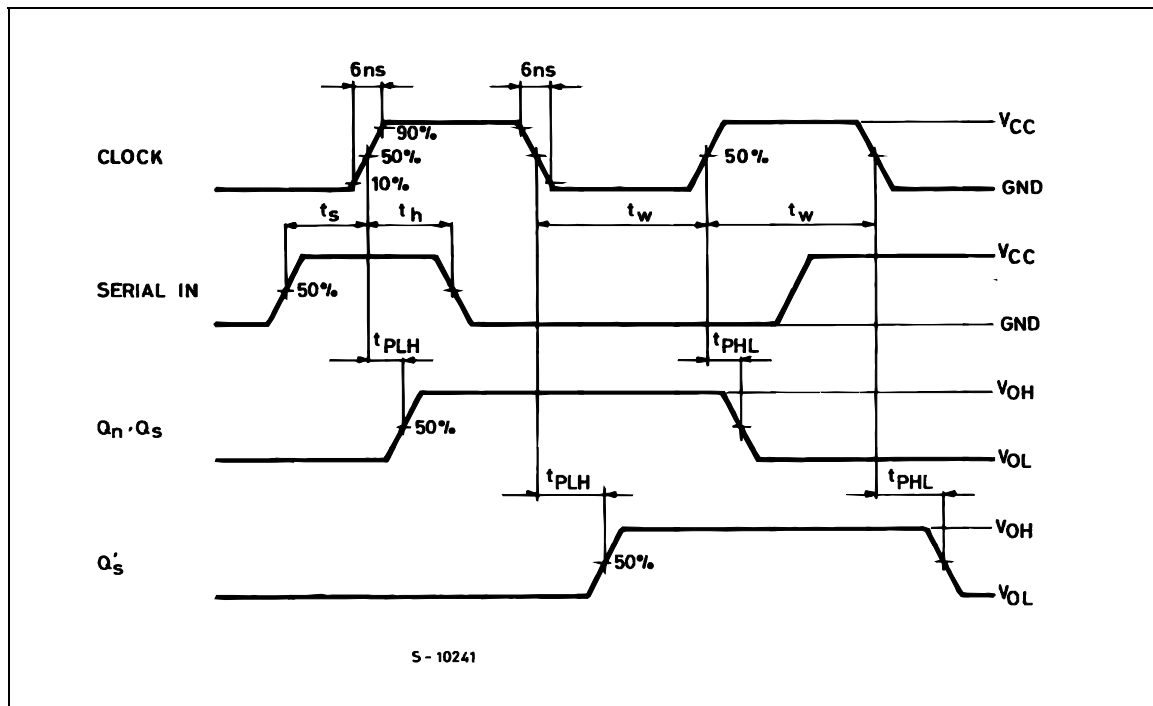 6ns 6ns
90% VCC
CLOCK 50% 50%
10% GND
ts th tw tw
VCC
SERIAL IN 50%
GND
tPLH tPHL
VOH
Qn, Qs 50%
VOL
tPLH tPHL
VOH
Q's 50%
VOL
S-10241